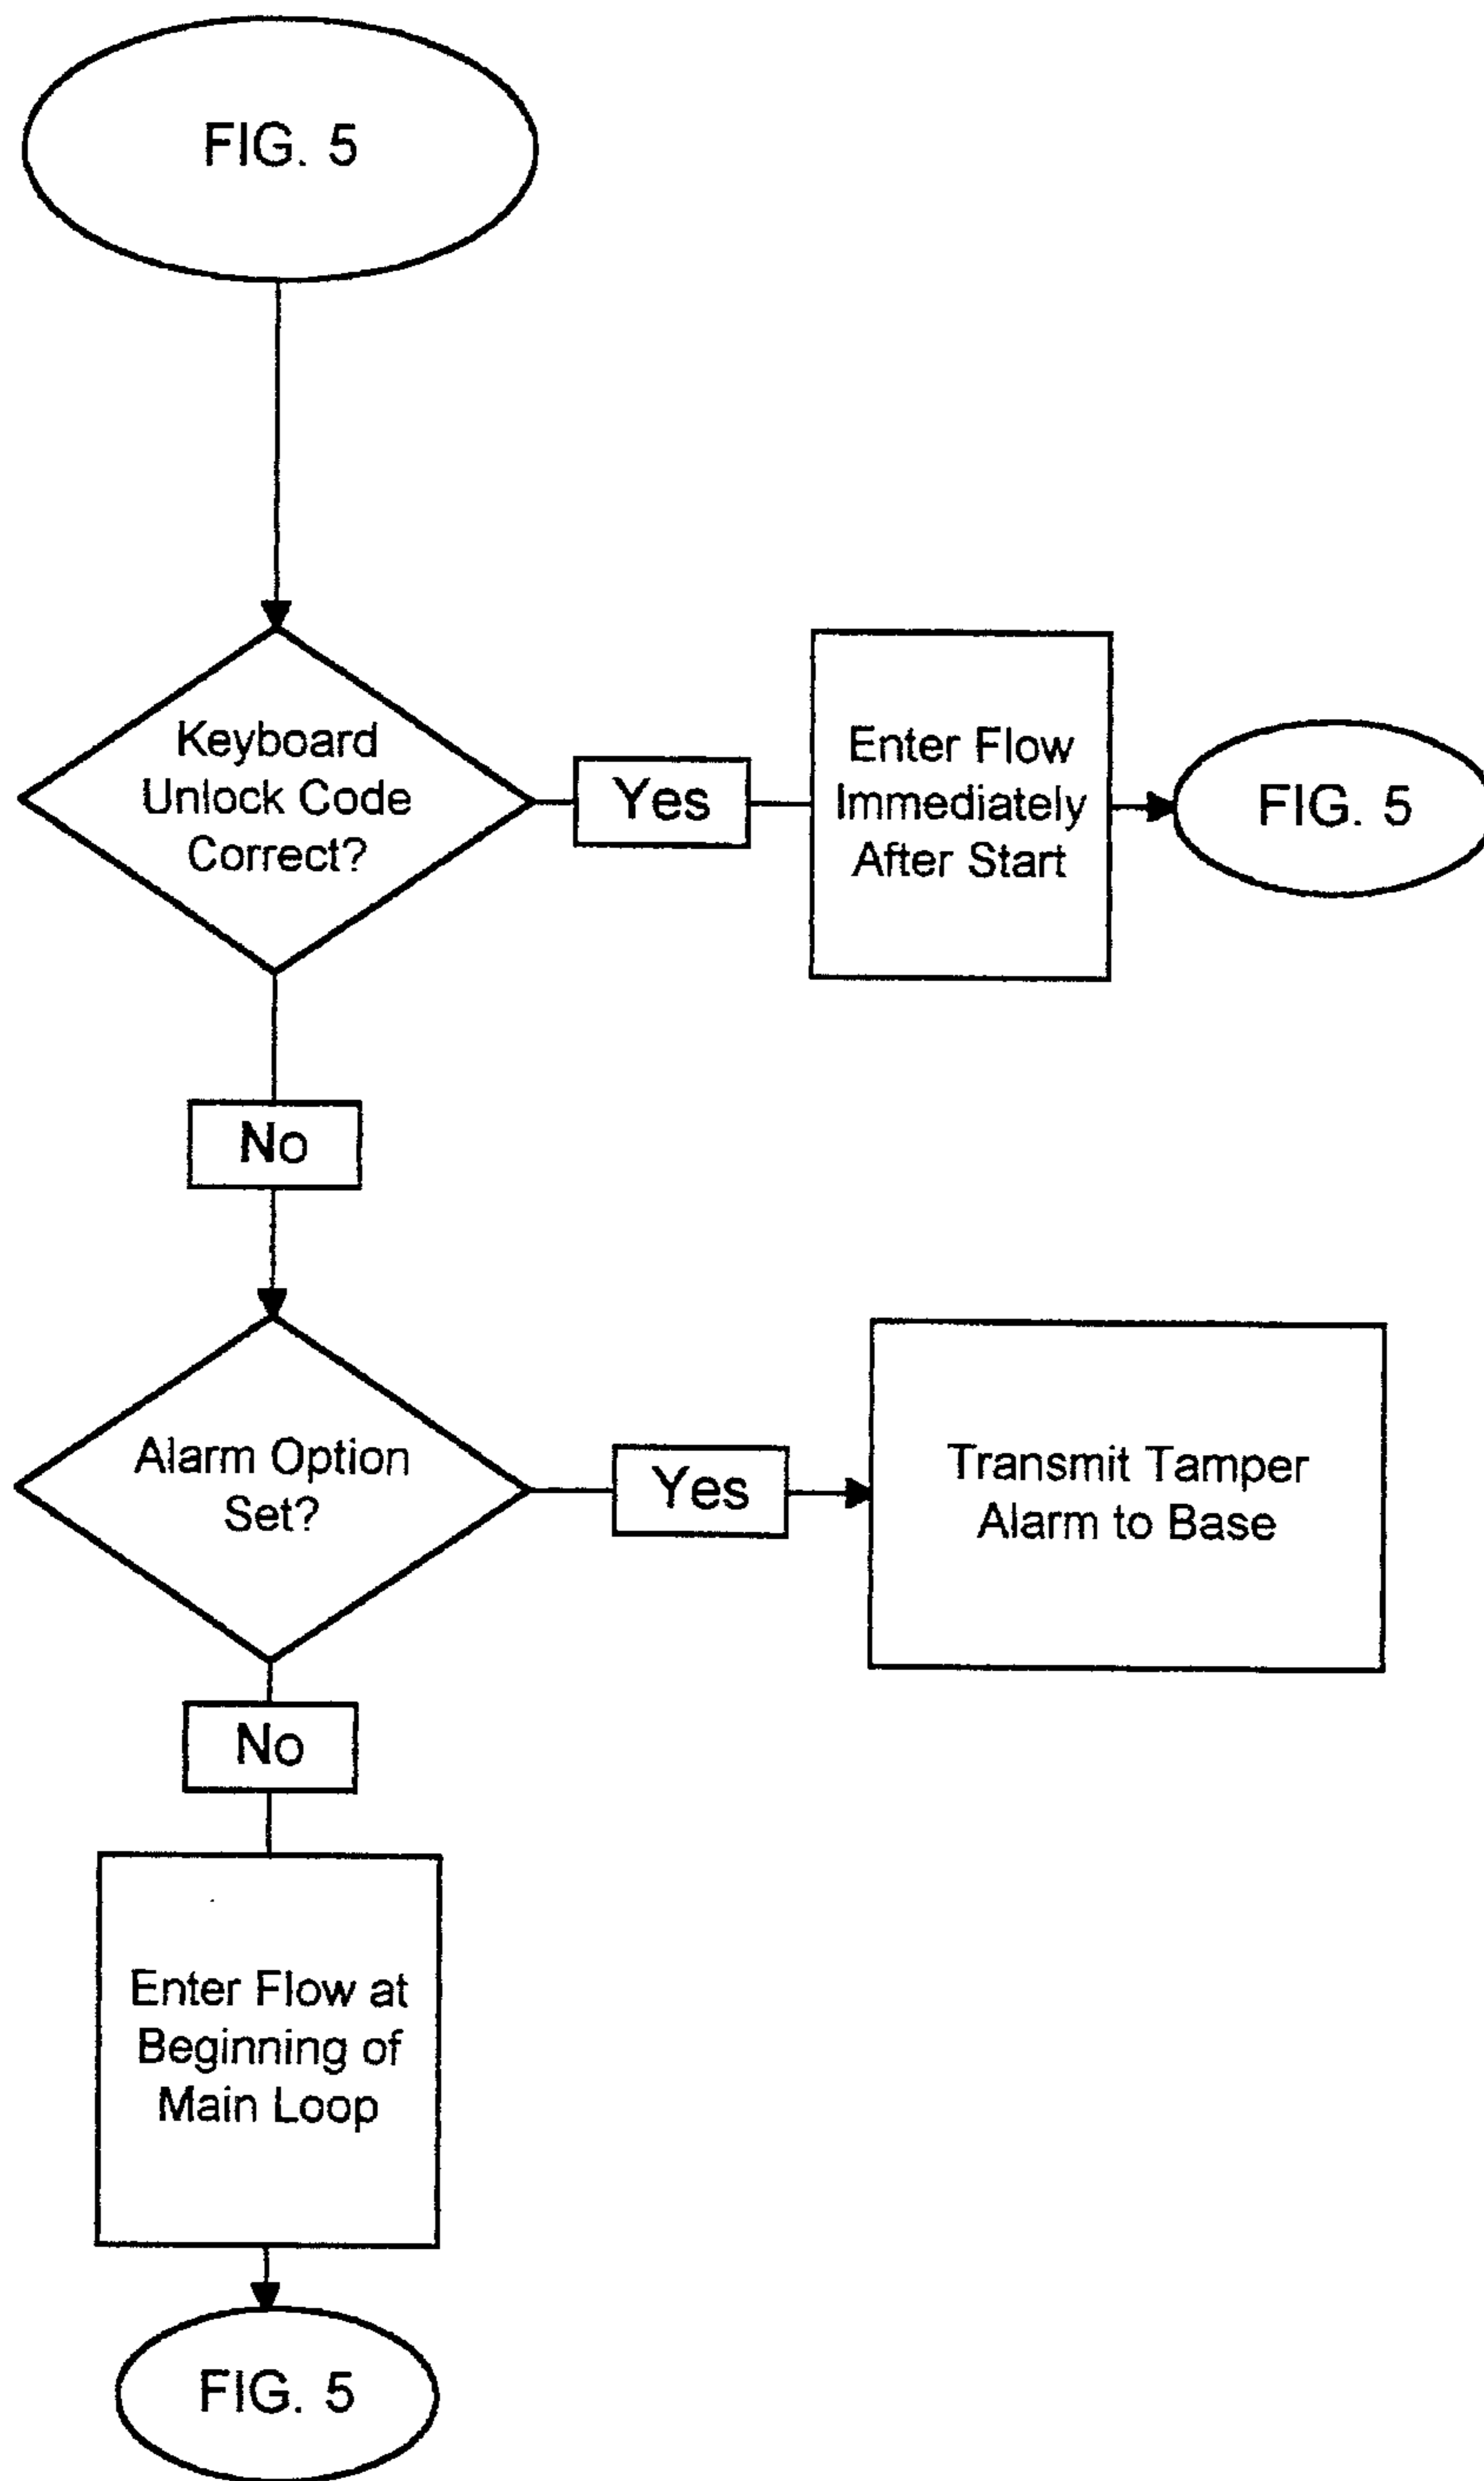 FIG. 5
Keyboard
Unlock Code
Correct?
Yes
Enter Flow
Immediately
After Start
FIG. 5
No
Alarm Option
Set?
Yes
Transmit Tamper
Alarm to Base
No
Enter Flow at
Beginning of
Main Loop
FIG. 5